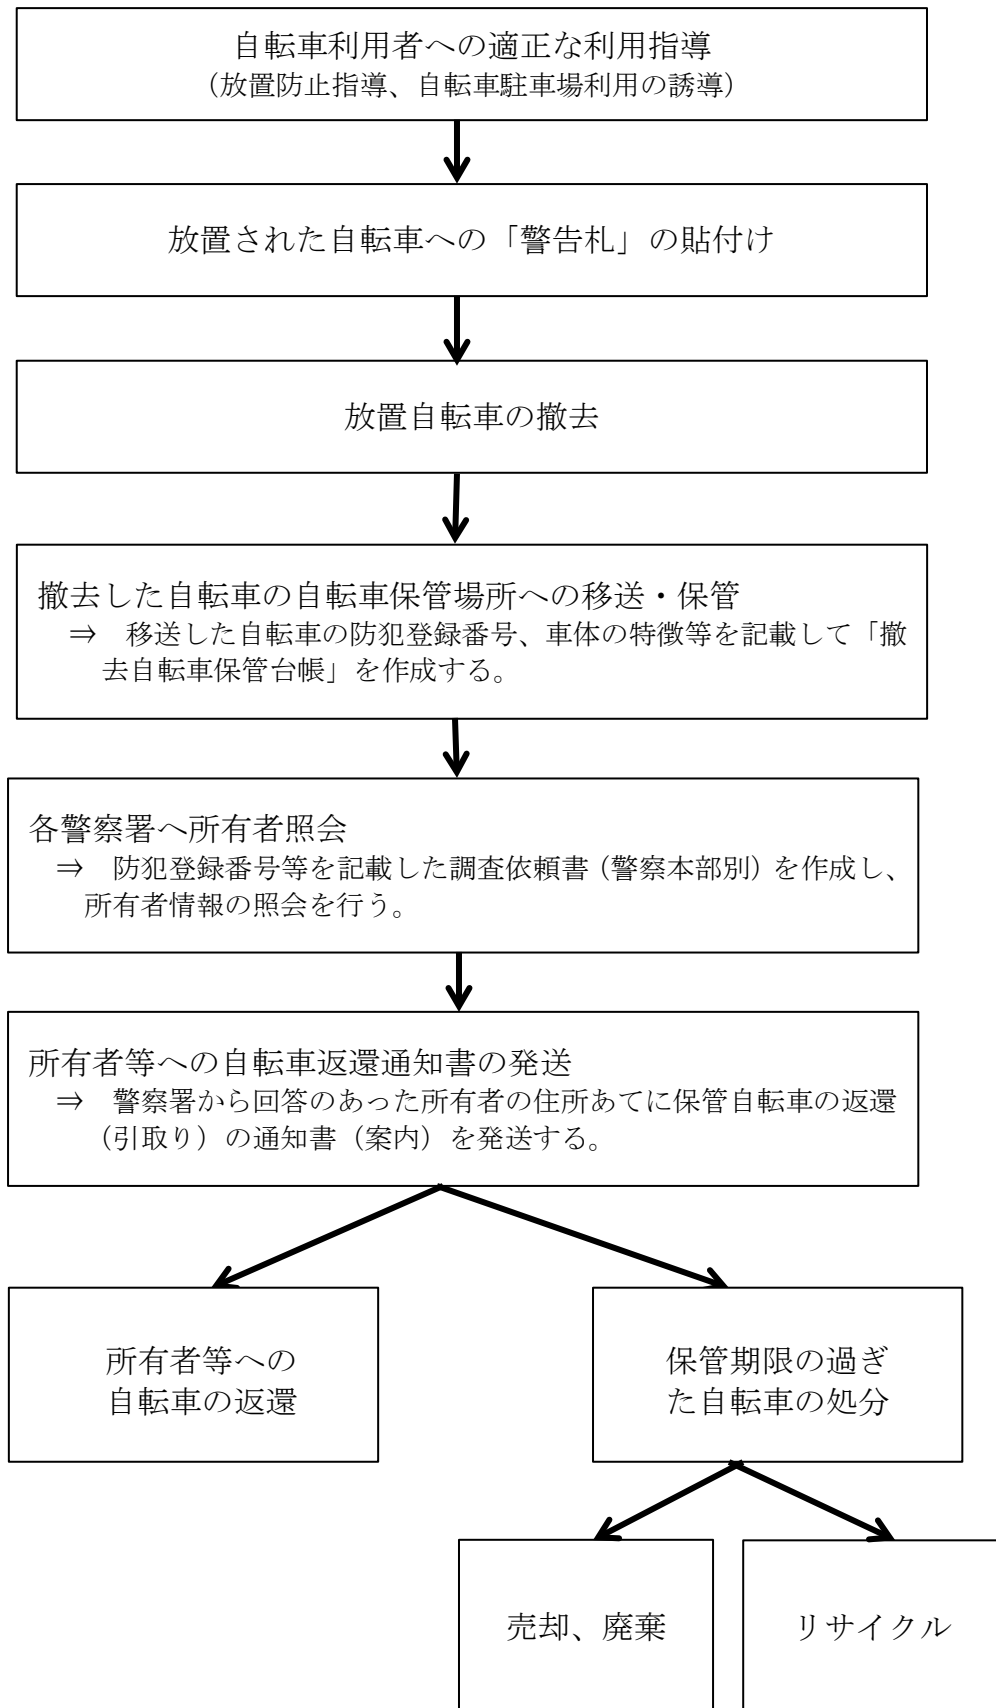 自転車利用者への適正な利用指導
（放置防止指導、自転車駐車場利用の誘導）
放置された自転車への「警告札」の貼付け
放置自転車の撤去
撤去した自転車の自転車保管場所への移送・保管
⇒　移送した自転車の防犯登録番号、車体の特徴等を記載して「撤
去自転車保管台帳」を作成する。
各警察署へ所有者照会
⇒　防犯登録番号等を記載した調査依頼書（警察本部別）を作成し、
所有者情報の照会を行う。
所有者等への自転車返還通知書の発送
⇒　警察署から回答のあった所有者の住所あてに保管自転車の返還
（引取り）の通知書（案内）を発送する。
所有者等への
自転車の返還
保管期限の過ぎ
た自転車の処分
売却、廃棄
リサイクル